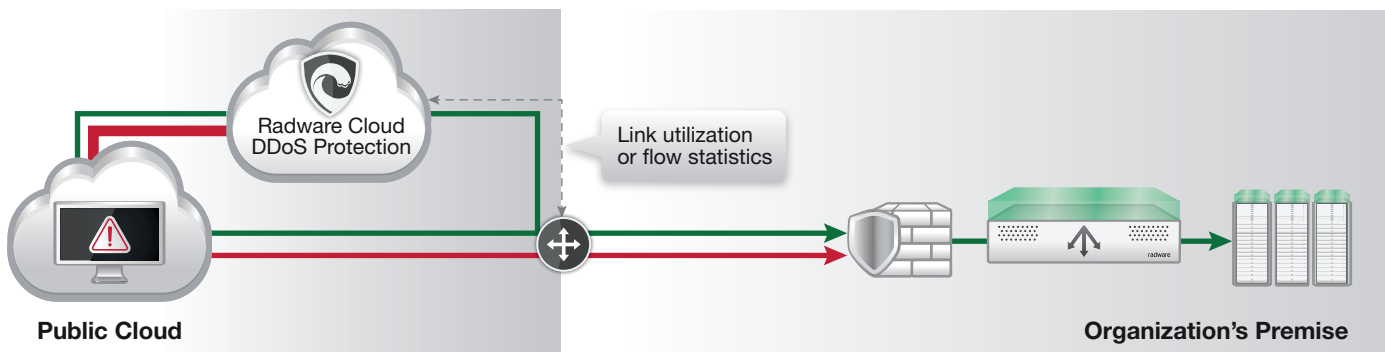 Radware Cloud
DDoS Protection
Link utilization
or flow statistics
radware
Public Cloud
Organization's Premise